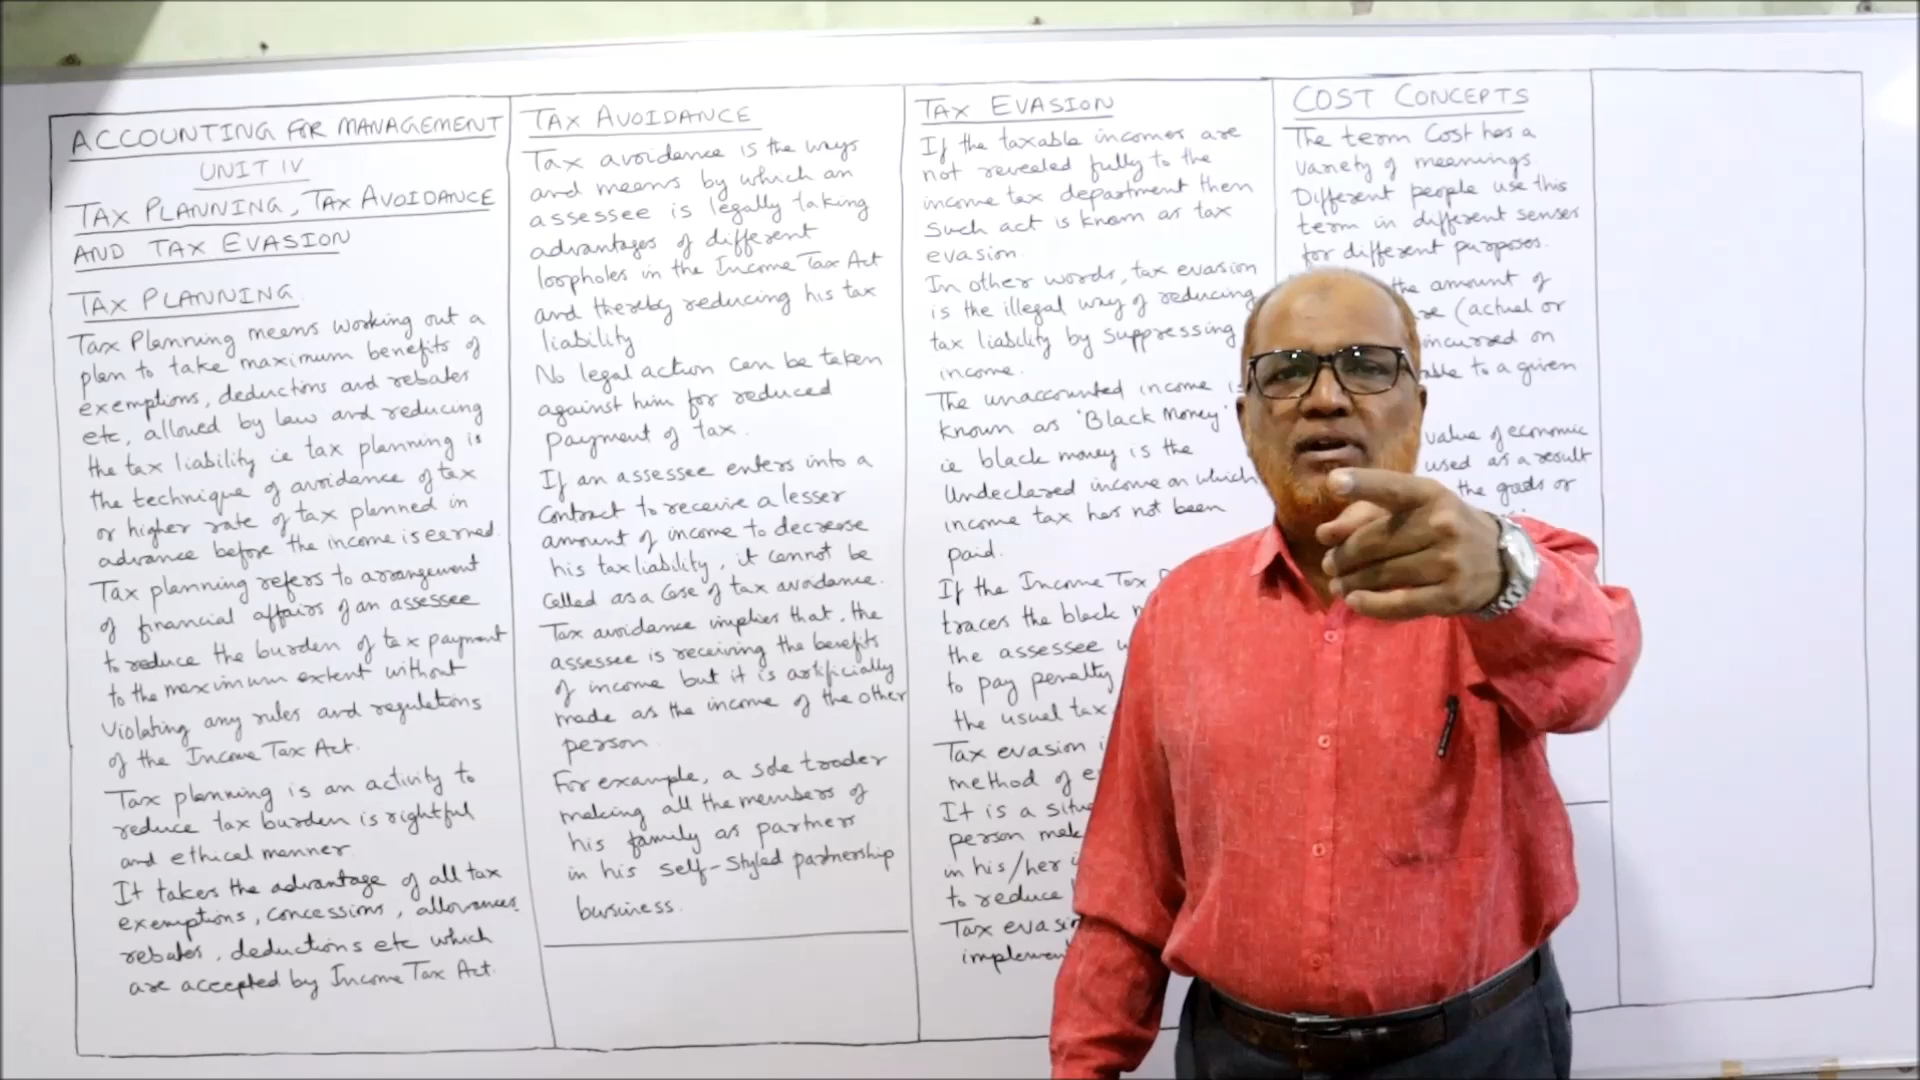 ACCOUNTING FOR MANAGEMENT
UNIT IV
TAX PLANNING, TAX AVOIDANCE
AND TAX EVASION
TAX PLANNING
Tax Planning means working out a
plan to take maximum benefits of
exemptions, deductions and rebates
etc, allowed by law and reducing
the tax liability ie tax planning is
the technique of avoidance of tax
or higher rate of tax planned in
advance before the income is earned.
Tax planning refers to arrangement
of financial affairs of an assessee
to reduce the burden of tax payment
to the maximum extent without
violating any rules and regulations
of the Income Tax Act.
Tax planning is an activity to
reduce tax burden is rightful
and ethical manner
It takes the advantage of all tax
exemptions, concessions, allowances,
rebates, deductions etc which
are accepted by Income Tax Act.
TAX AVOIDANCE
Tax avoidance is the ways
and means by which an
assessee is legally taking
advantages of different
loopholes in the Income Tax Act
and thereby reducing his tax
liability
No legal action can be taken
against him for reduced
payment of tax.
If an assessee enters into a
contract to receive a lesser
amount of income to decrease
his tax liability, it cannot be
called as a case of tax avoidance.
Tax avoidance implies that, the
assessee is receiving the benefits
of income but it is artificially
made as the income of the other
person.
For example, a sole trader
making all the members of
his family as partners
in his self-styled partnership
business.
TAX EVASION
If the taxable incomes are
not revealed fully to the
income tax department then
such act is known as tax
evasion.
In other words, tax evasion
is the illegal way of reducing
tax liability by suppressing
income.
The unaccounted income is
known as 'Black Money'
ie black money is the
undeclared income on which
income tax has not been
paid.
If the Income Tax
traces the black
the assessee
to pay penalty
the usual tax
Tax evasion
method of
It is a
person
in his/her
to reduce
Tax
COST CONCEPTS
The term Cost has a
variety of meanings
Different people use this
term in different senses
for different purposes.
the amount of
(actual or
incurred on
to a given
value of economic
used as a result
the goods or